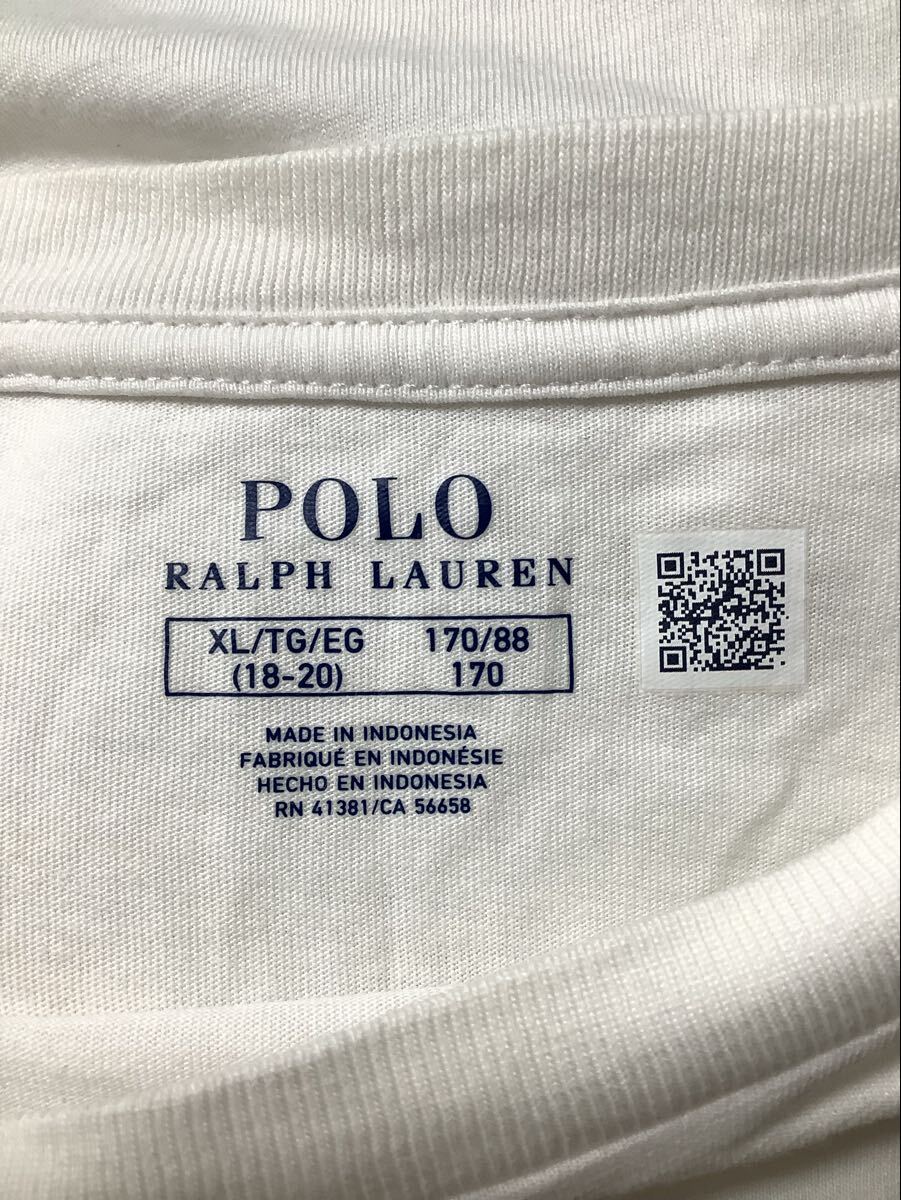 POLO
RALPH LAUREN
XL/TG/EG 170/88
(18-20) 170
MADE IN INDONESIA
FABRIQUÉ EN INDONÉSIE
HECHO EN INDONESIA
RN 41381/CA 56658